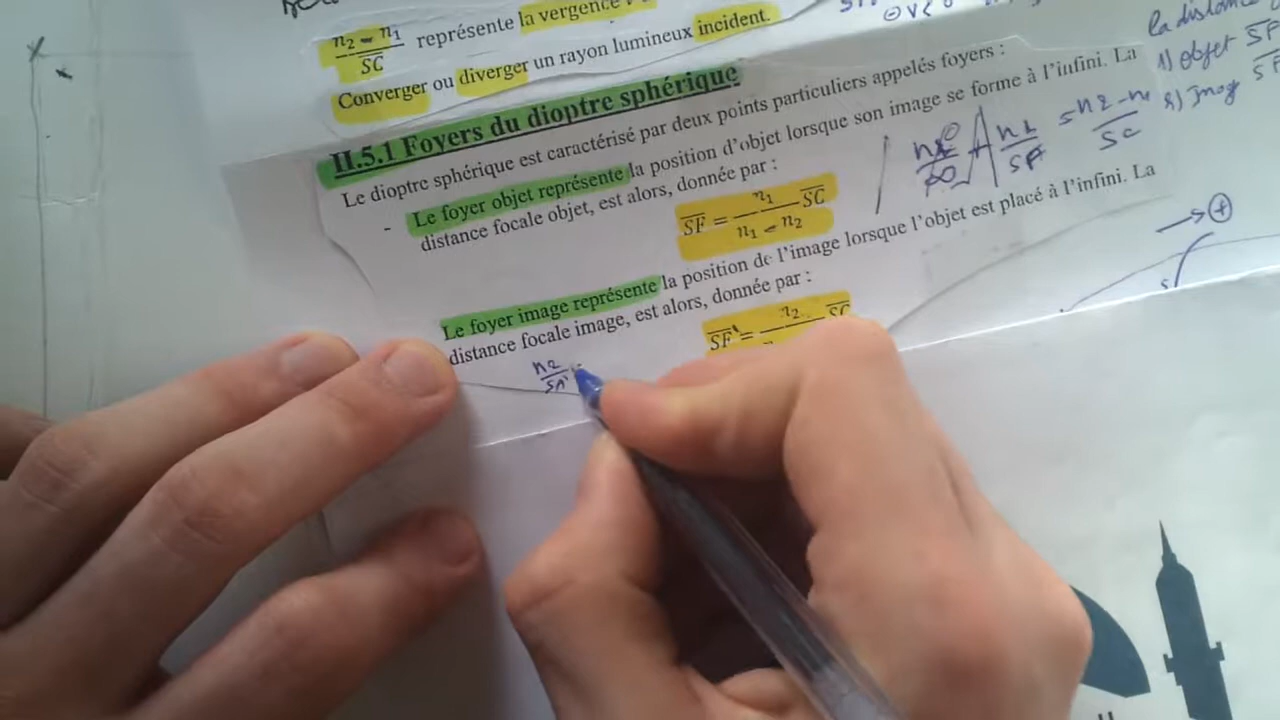 n₂ - n₁ / SC représente la vergence
Converger ou diverger un rayon lumineux incident.
II.5.1 Foyers du dioptre sphérique
Le dioptre sphérique est caractérisé par deux points particuliers appelés foyers :
- Le foyer objet représente la position d'objet lorsque son image se forme à l'infini. La
distance focale objet, est alors, donnée par :
SF = n₁ / n₁ - n₂ SC
Le foyer image représente la position de l'image lorsque l'objet est placé à l'infini. La
distance focale image, est alors, donnée par :
SF' = n₂ SC
n2 / SA'
n2 - n1 / SC
la distance
1) objet SF
2) Imag
⊕
S